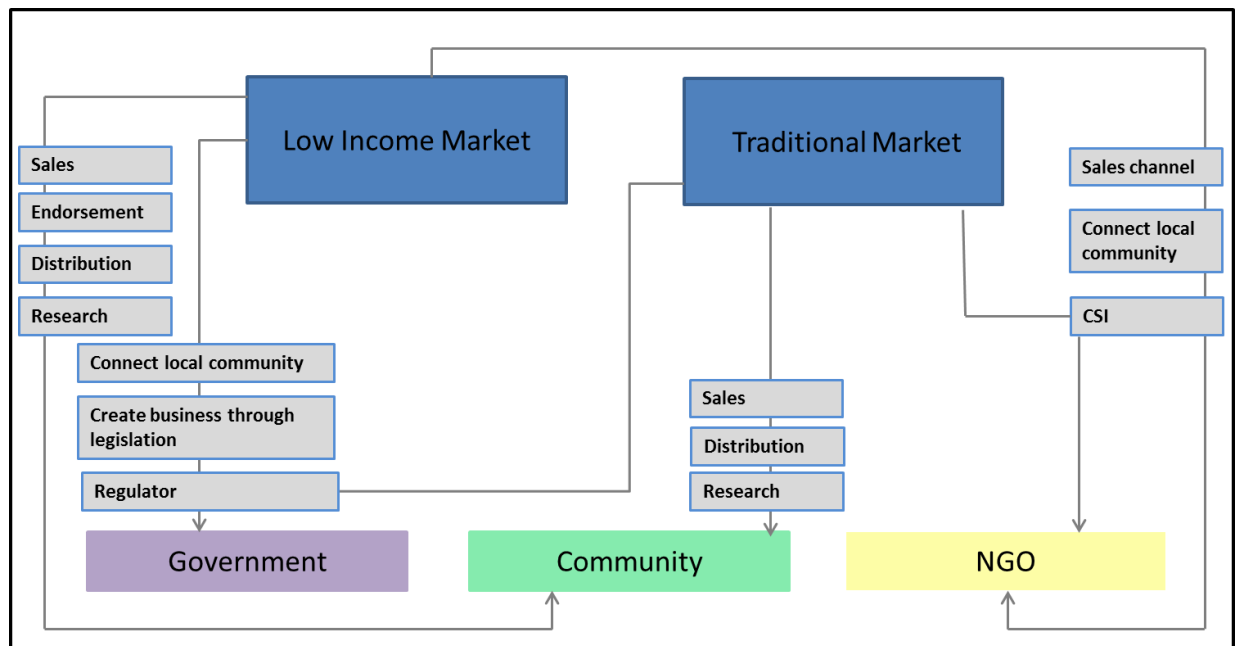 Low Income Market
Traditional Market
Sales
Endorsement
Distribution
Research
Sales channel
Connect local
community
CSI
Connect local community
Create business through
legislation
Regulator
Sales
Distribution
Research
Government
Community
NGO